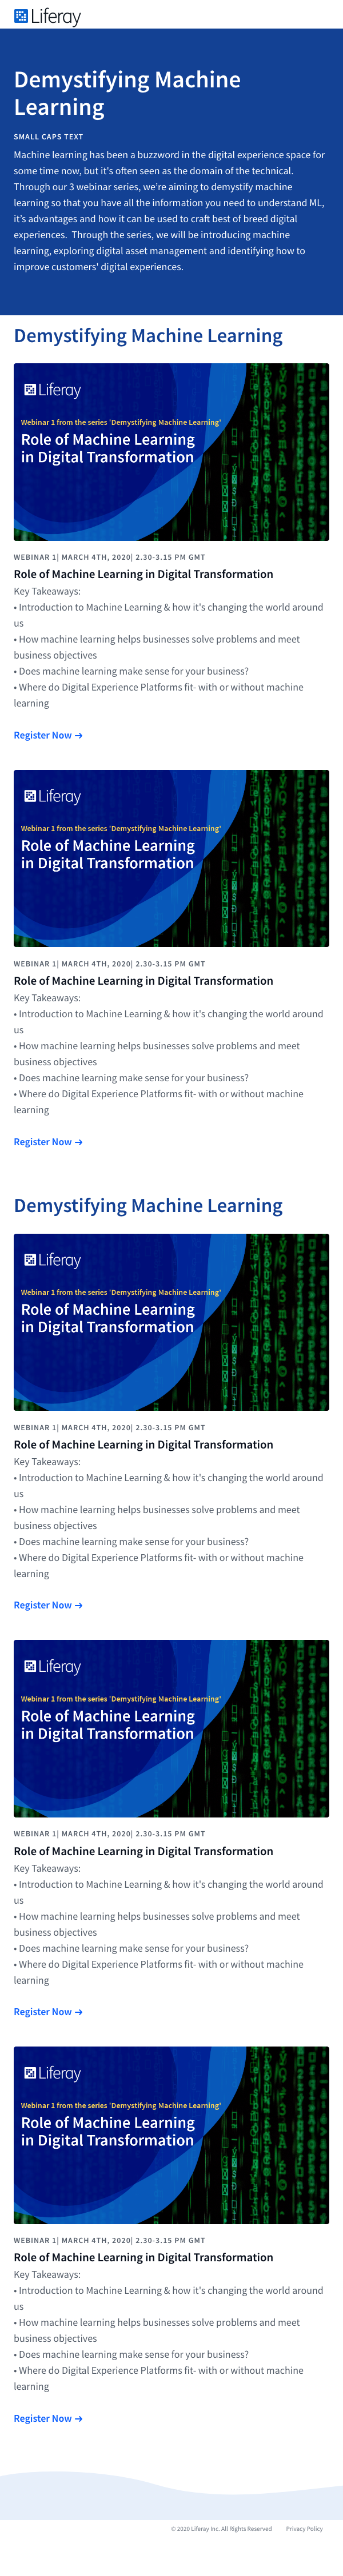 Liferay
Demystifying Machine
Learning
SMALL CAPS TEXT
Machine learning has been a buzzword in the digital experience space for
some time now, but it's often seen as the domain of the technical.
Through our 3 webinar series, we're aiming to demystify machine
learning so that you have all the information you need to understand ML,
it's advantages and how it can be used to craft best of breed digital
experiences. Through the series, we will be introducing machine
learning, exploring digital asset management and identifying how to
improve customers' digital experiences.
Demystifying Machine Learning
Liferay
Webinar 1 from the series 'Demystifying Machine Learning'
Role of Machine Learning
in Digital Transformation
WEBINAR 1| MARCH 4TH, 2020| 2.30-3.15 PM GMT
Role of Machine Learning in Digital Transformation
Key Takeaways:
• Introduction to Machine Learning & how it's changing the world around
us
• How machine learning helps businesses solve problems and meet
business objectives
• Does machine learning make sense for your business?
• Where do Digital Experience Platforms fit- with or without machine
learning
Register Now →
Liferay
Webinar 1 from the series 'Demystifying Machine Learning'
Role of Machine Learning
in Digital Transformation
WEBINAR 1| MARCH 4TH, 2020| 2.30-3.15 PM GMT
Role of Machine Learning in Digital Transformation
Key Takeaways:
• Introduction to Machine Learning & how it's changing the world around
us
• How machine learning helps businesses solve problems and meet
business objectives
• Does machine learning make sense for your business?
• Where do Digital Experience Platforms fit- with or without machine
learning
Register Now →
Demystifying Machine Learning
Liferay
Webinar 1 from the series 'Demystifying Machine Learning'
Role of Machine Learning
in Digital Transformation
WEBINAR 1| MARCH 4TH, 2020| 2.30-3.15 PM GMT
Role of Machine Learning in Digital Transformation
Key Takeaways:
• Introduction to Machine Learning & how it's changing the world around
us
• How machine learning helps businesses solve problems and meet
business objectives
• Does machine learning make sense for your business?
• Where do Digital Experience Platforms fit- with or without machine
learning
Register Now →
Liferay
Webinar 1 from the series 'Demystifying Machine Learning'
Role of Machine Learning
in Digital Transformation
WEBINAR 1| MARCH 4TH, 2020| 2.30-3.15 PM GMT
Role of Machine Learning in Digital Transformation
Key Takeaways:
• Introduction to Machine Learning & how it's changing the world around
us
• How machine learning helps businesses solve problems and meet
business objectives
• Does machine learning make sense for your business?
• Where do Digital Experience Platforms fit- with or without machine
learning
Register Now →
Liferay
Webinar 1 from the series 'Demystifying Machine Learning'
Role of Machine Learning
in Digital Transformation
WEBINAR 1| MARCH 4TH, 2020| 2.30-3.15 PM GMT
Role of Machine Learning in Digital Transformation
Key Takeaways:
• Introduction to Machine Learning & how it's changing the world around
us
• How machine learning helps businesses solve problems and meet
business objectives
• Does machine learning make sense for your business?
• Where do Digital Experience Platforms fit- with or without machine
learning
Register Now →
© 2020 Liferay Inc. All Rights Reserved Privacy Policy